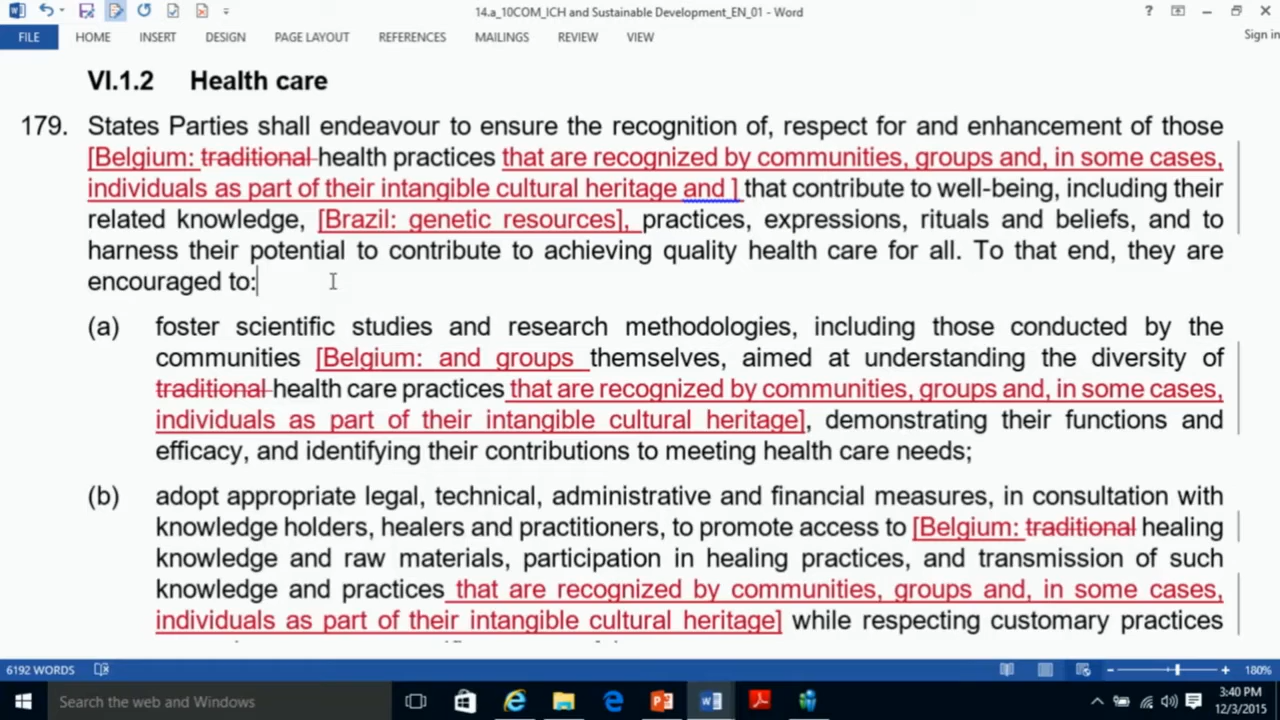 14.a_10COM_ICH and Sustainable Development_EN_01 - Word
FILE HOME INSERT DESIGN PAGE LAYOUT REFERENCES MAILINGS REVIEW VIEW Sign in
VI.1.2 Health care
179. States Parties shall endeavour to ensure the recognition of, respect for and enhancement of those
[Belgium: traditional health practices that are recognized by communities, groups and, in some cases,
individuals as part of their intangible cultural heritage and ] that contribute to well-being, including their
related knowledge, [Brazil: genetic resources], practices, expressions, rituals and beliefs, and to
harness their potential to contribute to achieving quality health care for all. To that end, they are
encouraged to:
(a) foster scientific studies and research methodologies, including those conducted by the
communities [Belgium: and groups themselves, aimed at understanding the diversity of
traditional health care practices that are recognized by communities, groups and, in some cases,
individuals as part of their intangible cultural heritage], demonstrating their functions and
efficacy, and identifying their contributions to meeting health care needs;
(b) adopt appropriate legal, technical, administrative and financial measures, in consultation with
knowledge holders, healers and practitioners, to promote access to [Belgium: traditional healing
knowledge and raw materials, participation in healing practices, and transmission of such
knowledge and practices that are recognized by communities, groups and, in some cases,
individuals as part of their intangible cultural heritage] while respecting customary practices
6192 WORDS 180%
Search the web and Windows 3:40 PM
12/3/2015